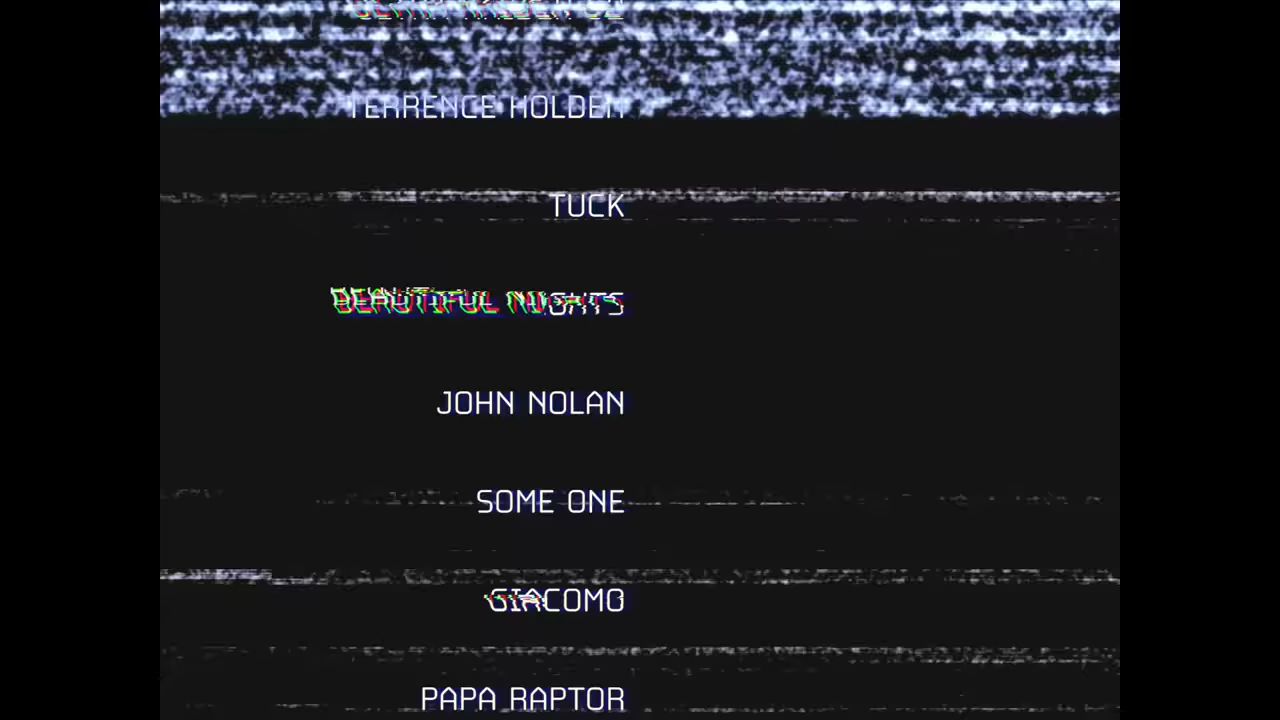 TERRENCE HOLDEN
TUCK
BEAUTIFUL NIGHTS
JOHN NOLAN
SOME ONE
GIACOMO
PAPA RAPTOR